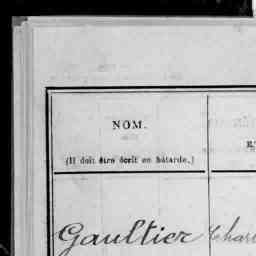 NOM.
(Il doit être écrit en bâtarde.)
Gaultier